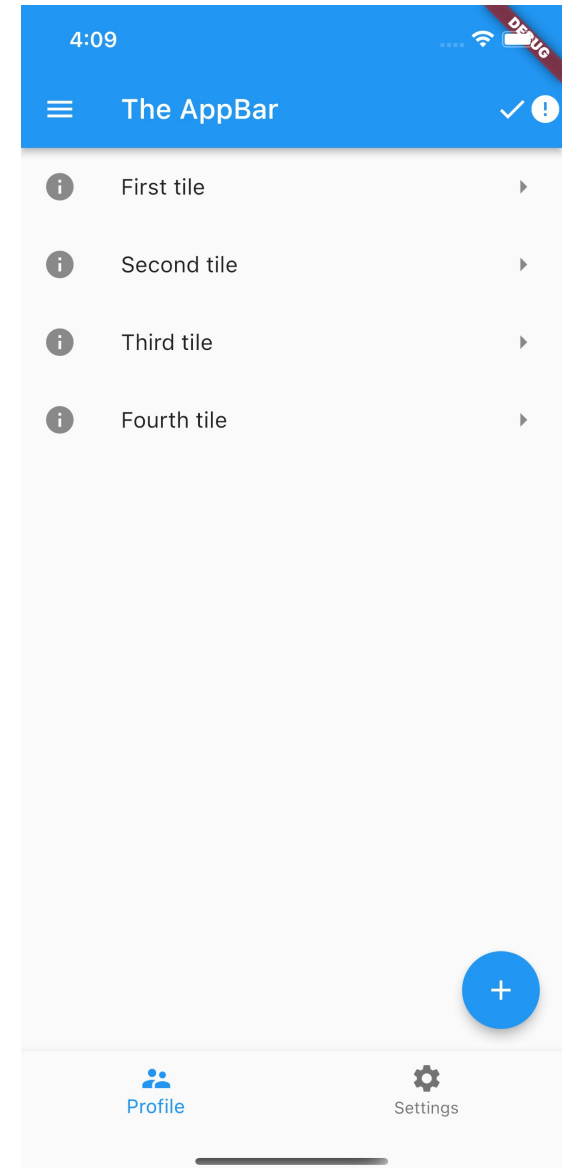 4:09
DEBUG
The AppBar
First tile
Second tile
Third tile
Fourth tile
Profile
Settings